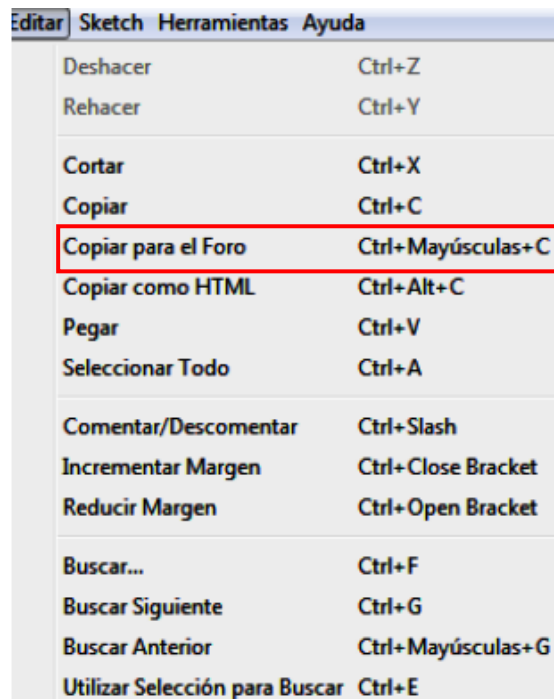 Editar Sketch Herramientas Ayuda
Deshacer Ctrl+Z
Rehacer Ctrl+Y
Cortar Ctrl+X
Copiar Ctrl+C
Copiar para el Foro Ctrl+Mayúsculas+C
Copiar como HTML Ctrl+Alt+C
Pegar Ctrl+V
Seleccionar Todo Ctrl+A
Comentar/Descomentar Ctrl+Slash
Incrementar Margen Ctrl+Close Bracket
Reducir Margen Ctrl+Open Bracket
Buscar... Ctrl+F
Buscar Siguiente Ctrl+G
Buscar Anterior Ctrl+Mayúsculas+G
Utilizar Selección para Buscar Ctrl+E